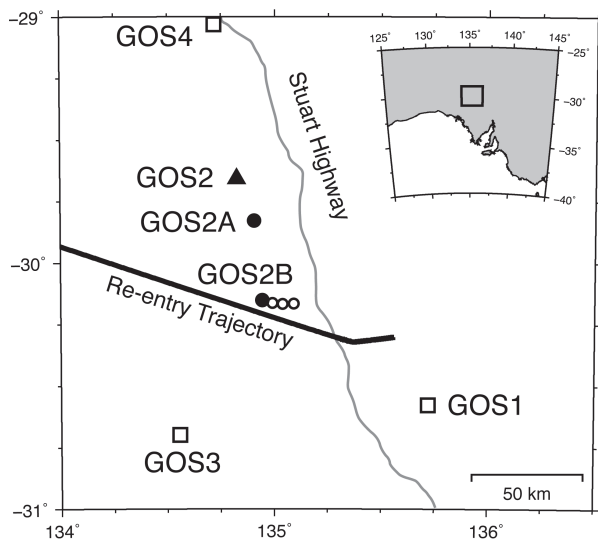 −29˚
GOS4
125˚ 130˚ 135˚ 140˚ 145˚
−25˚
−30˚
−35˚
−40˚
Stuart Highway
GOS2
GOS2A
−30˚
GOS2B
Re-entry Trajectory
GOS1
GOS3
50 km
−31˚
134˚ 135˚ 136˚